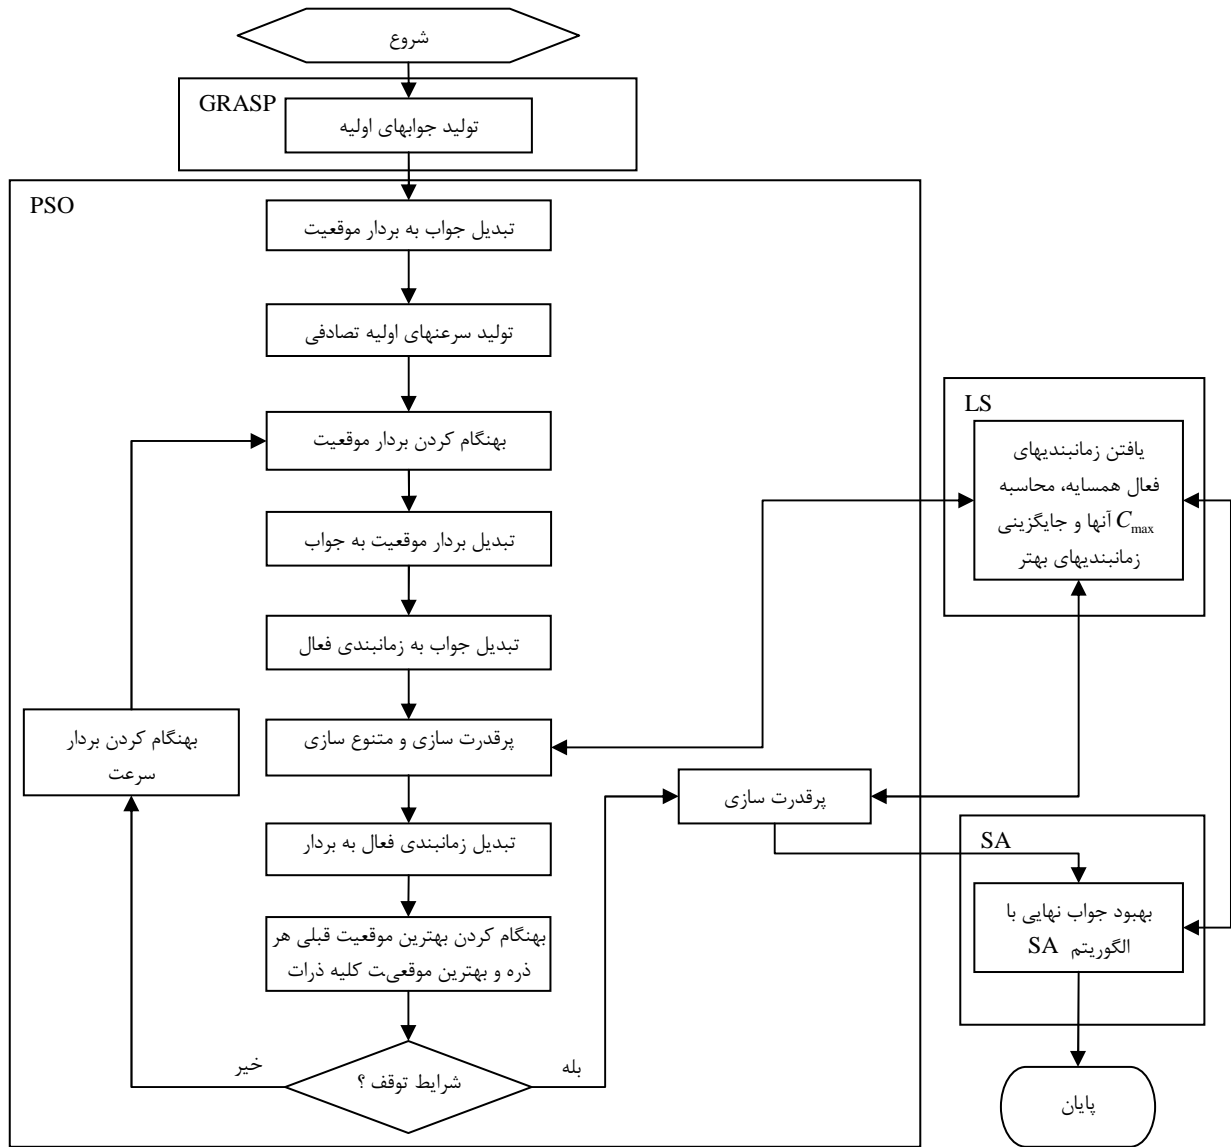 شروع
GRASP
تولید جوابهای اولیه
PSO
تبدیل جواب به بردار موقعیت
تولید سرعنهای اولیه تصادفی
بهنگام کردن بردار موقعیت
تبدیل بردار موقعیت به جواب
تبدیل جواب به زمانبندی فعال
پرقدرت سازی و متنوع سازی
تبدیل زمانبندی فعال به بردار
بهنگام کردن بهترین موقعیت قبلی هر
ذره و بهترین موقعیت کلیه ذرات
شرایط توقف ؟
خیر
بله
بهنگام کردن بردار
سرعت
پرقدرت سازی
LS
یافتن زمانبندیهای
فعال همسایه، محاسبه
Cmax آنها و جایگزینی
زمانبندیهای بهتر
SA
بهبود جواب نهایی با
الگوریتم SA
پایان